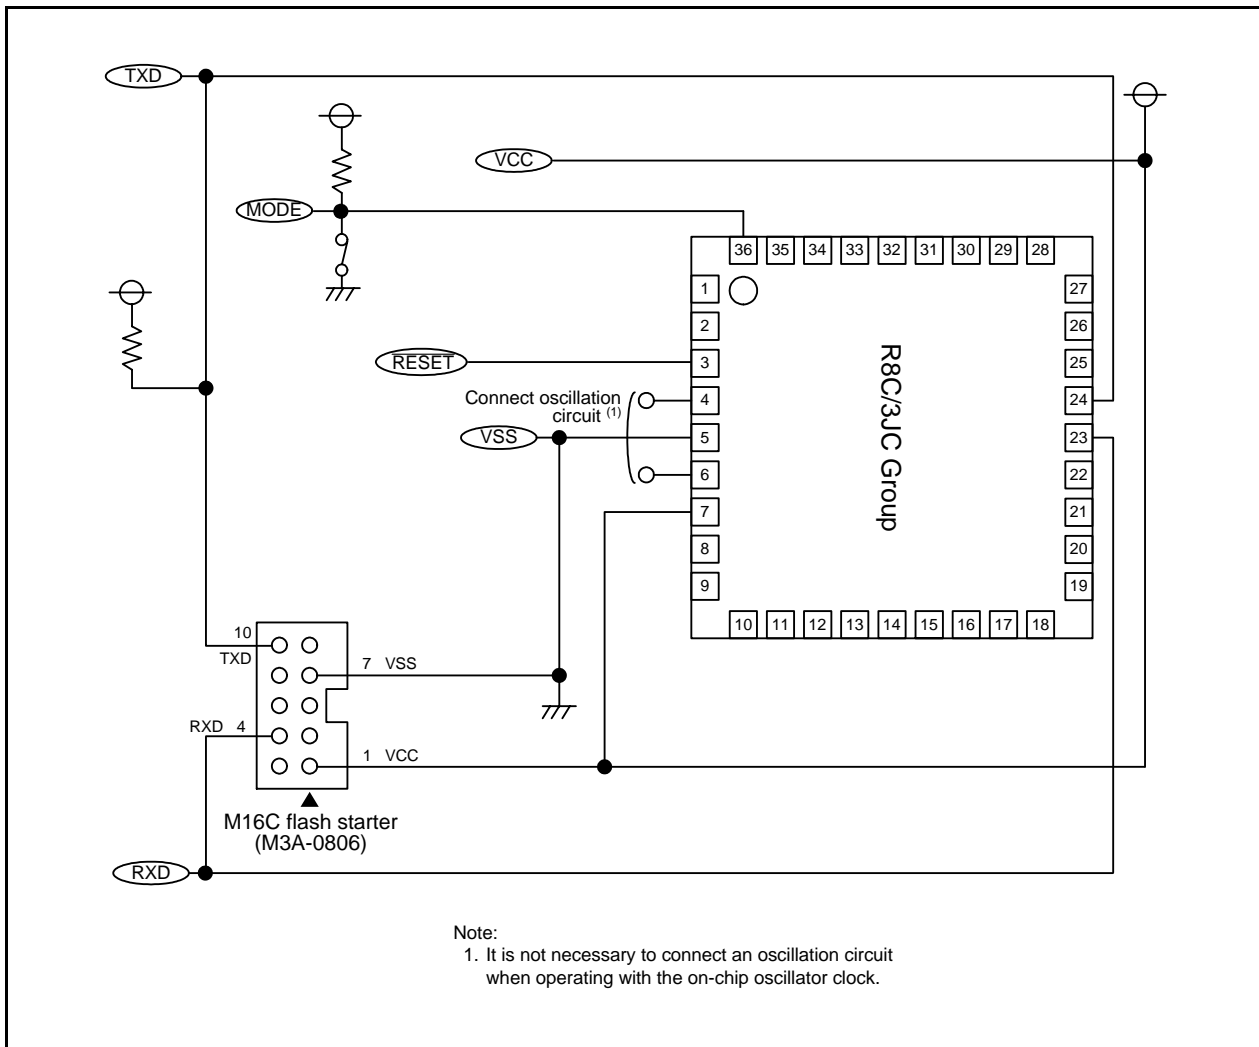 TXD
VCC
MODE
36 35 34 33 32 31 30 29 28
1
2
3
4
5
6
7
8
9
27
26
25
24
23
22
21
20
19
10 11 12 13 14 15 16 17 18
R8C/3JC Group
RESET
Connect oscillation
circuit (1)
VSS
10
TXD
7 VSS
RXD 4
1 VCC
M16C flash starter
(M3A-0806)
RXD
Note:
1. It is not necessary to connect an oscillation circuit
when operating with the on-chip oscillator clock.